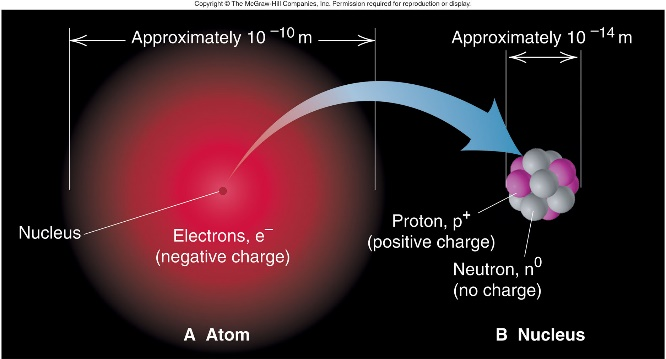 Copyright © The McGraw-Hill Companies, Inc. Permission required for reproduction or display.
Approximately 10⁻¹⁰ m
Approximately 10⁻¹⁴ m
Nucleus
Electrons, e⁻
(negative charge)
Proton, p⁺
(positive charge)
Neutron, n⁰
(no charge)
A Atom
B Nucleus